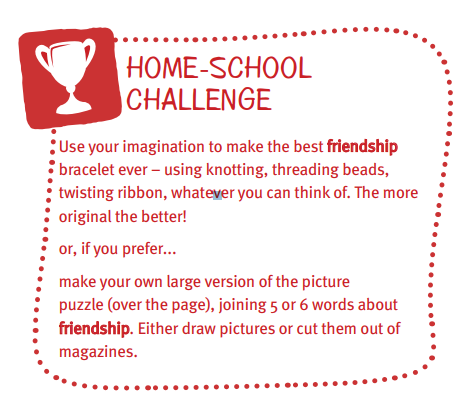 HOME-SCHOOL
CHALLENGE
Use your imagination to make the best friendship
bracelet ever – using knotting, threading beads,
twisting ribbon, whatever you can think of. The more
original the better!
or, if you prefer...
make your own large version of the picture
puzzle (over the page), joining 5 or 6 words about
friendship. Either draw pictures or cut them out of
magazines.